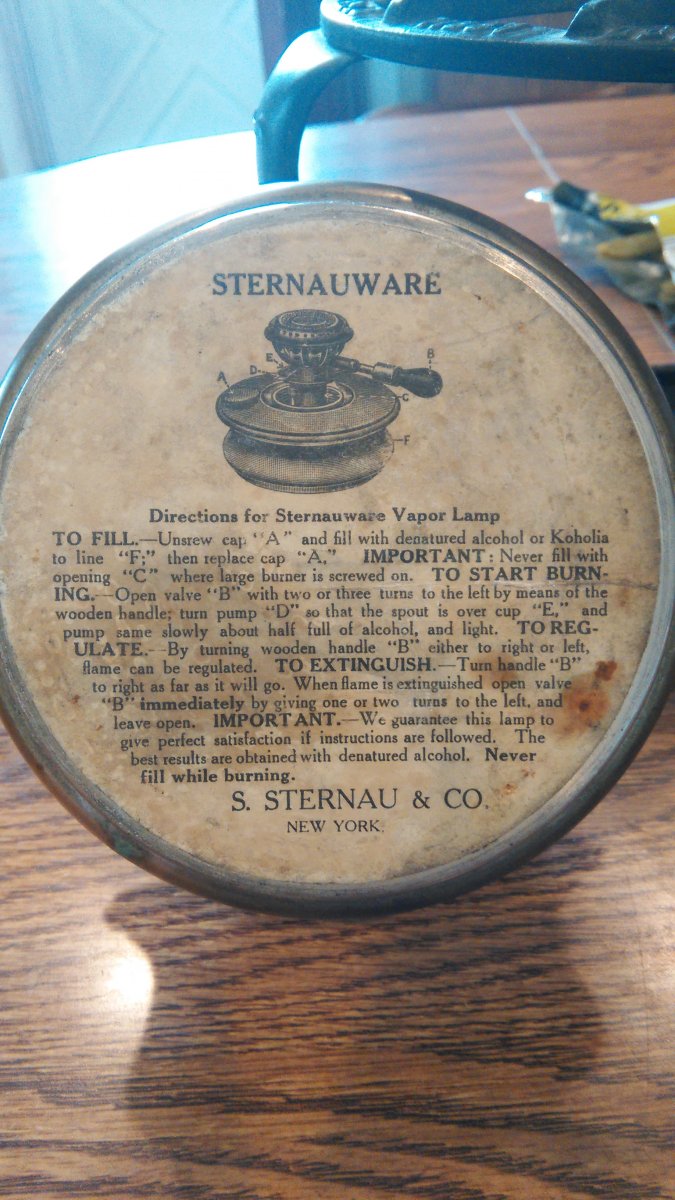 STERNAUWARE
B
E
D
A
C
F
Directions for Sternauware Vapor Lamp
TO FILL.—Unsrew cap "A" and fill with denatured alcohol or Koholia
to line "F;" then replace cap "A," IMPORTANT: Never fill with
opening "C" where large burner is screwed on. TO START BURN-
ING.—Open valve "B" with two or three turns to the left by means of the
wooden handle; turn pump "D" so that the spout is over cup "E," and
pump same slowly about half full of alcohol, and light. TO REG-
ULATE.—By turning wooden handle "B" either to right or left,
flame can be regulated. TO EXTINGUISH.—Turn handle "B"
to right as far as it will go. When flame is extinguished open valve
"B" immediately by giving one or two turns to the left, and
leave open. IMPORTANT.—We guarantee this lamp to
give perfect satisfaction if instructions are followed. The
best results are obtained with denatured alcohol. Never
fill while burning.
S. STERNAU & CO.
NEW YORK.